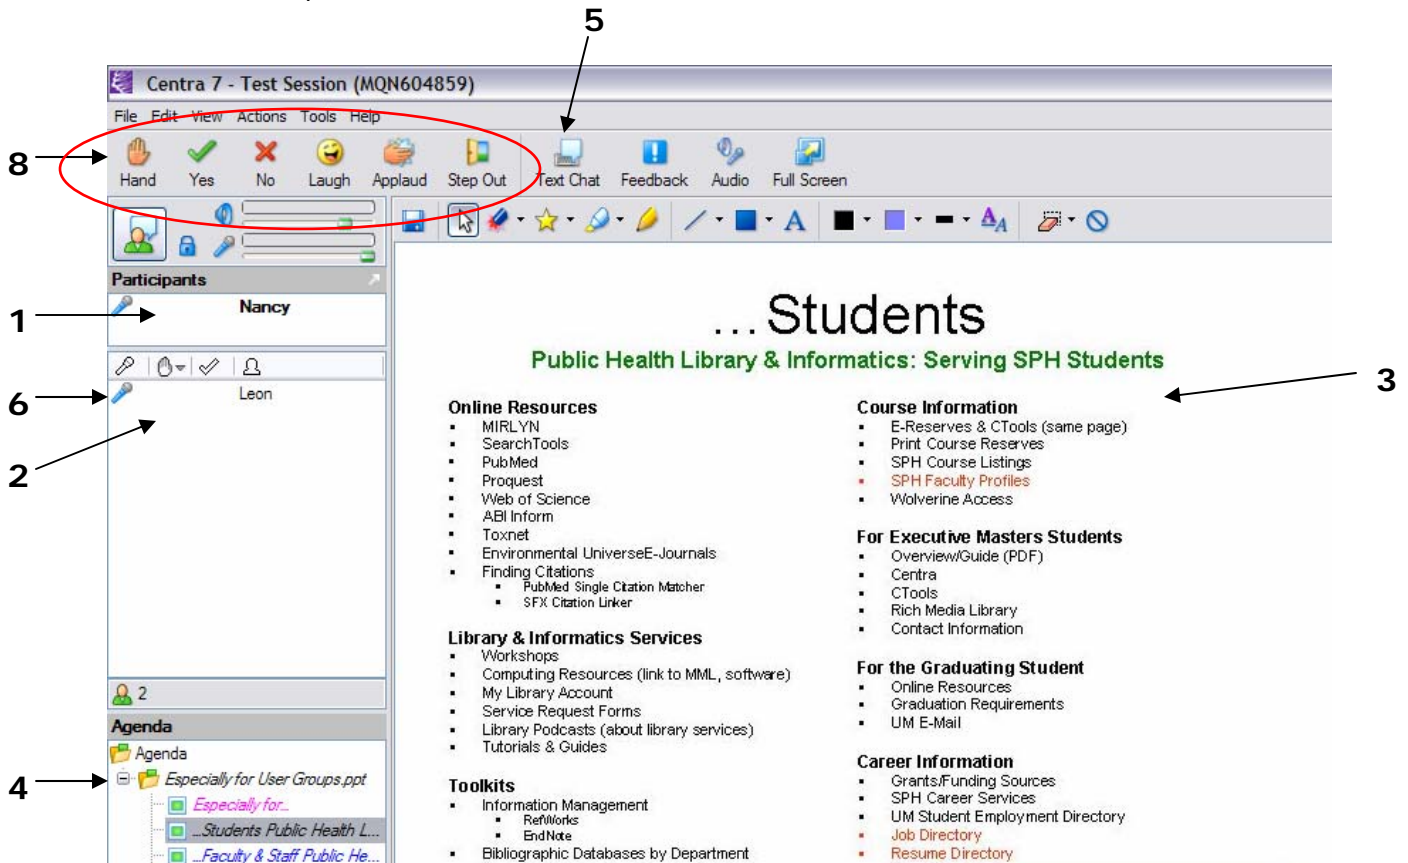 5
Centra 7 - Test Session (MQN604859)
File Edit View Actions Tools Help
8
Hand Yes No Laugh Applaud Step Out Text Chat Feedback Audio Full Screen
A A A
Participants
1
Nancy
6
Leon
2
2
Agenda
Agenda
4
Especially for User Groups.ppt
Especially for...
...Students Public Health L...
...Faculty & Staff Public He...
...Students
Public Health Library & Informatics: Serving SPH Students
3
Online Resources
MIRLYN
SearchTools
PubMed
Proquest
Web of Science
ABI Inform
Toxnet
Environmental UniverseE-Journals
Finding Citations
PubMed Single Citation Matcher
SFX Citation Linker
Library & Informatics Services
Workshops
Computing Resources (link to MML, software)
My Library Account
Service Request Forms
Library Podcasts (about library services)
Tutorials & Guides
Toolkits
Information Management
RefWorks
EndNote
Bibliographic Databases by Department
Course Information
E-Reserves & CTools (same page)
Print Course Reserves
SPH Course Listings
SPH Faculty Profiles
Wolverine Access
For Executive Masters Students
Overview/Guide (PDF)
Centra
CTools
Rich Media Library
Contact Information
For the Graduating Student
Online Resources
Graduation Requirements
UM E-Mail
Career Information
Grants/Funding Sources
SPH Career Services
UM Student Employment Directory
Job Directory
Resume Directory